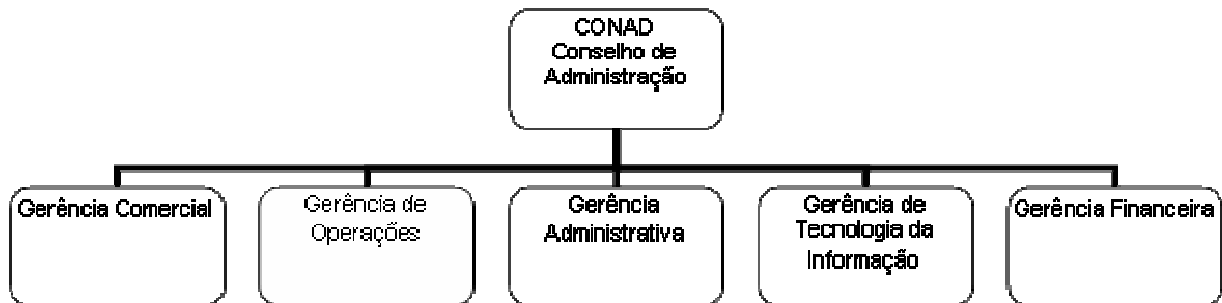 CONAD
Conselho de
Administração
Gerência Comercial
Gerência de
Operações
Gerência
Administrativa
Gerência de
Tecnologia da
Informação
Gerência Financeira